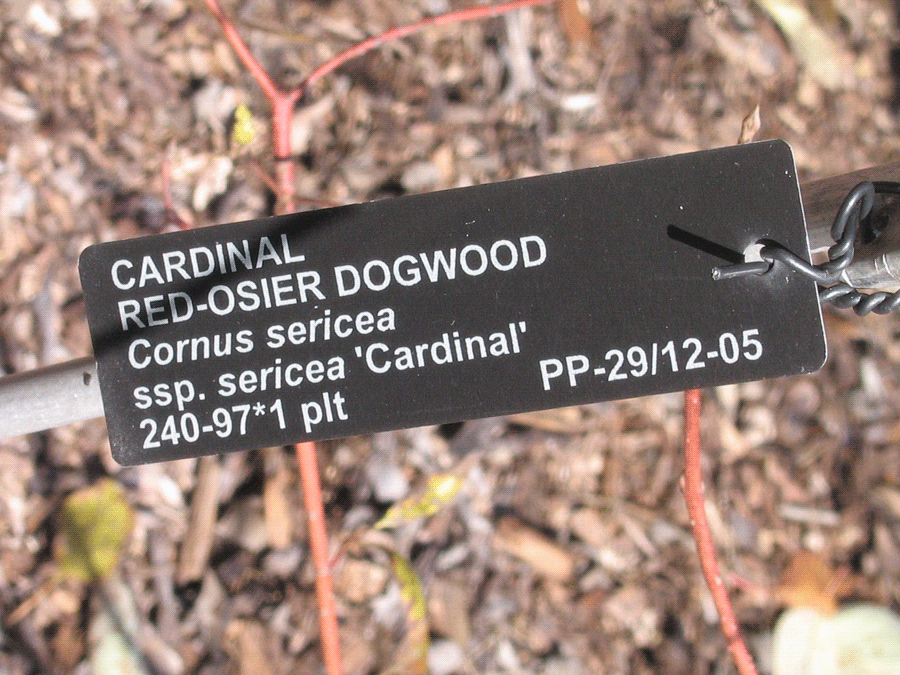 CARDINAL
RED-OSIER DOGWOOD
Cornus sericea
ssp. sericea 'Cardinal'
240-97*1 plt
PP-29/12-05